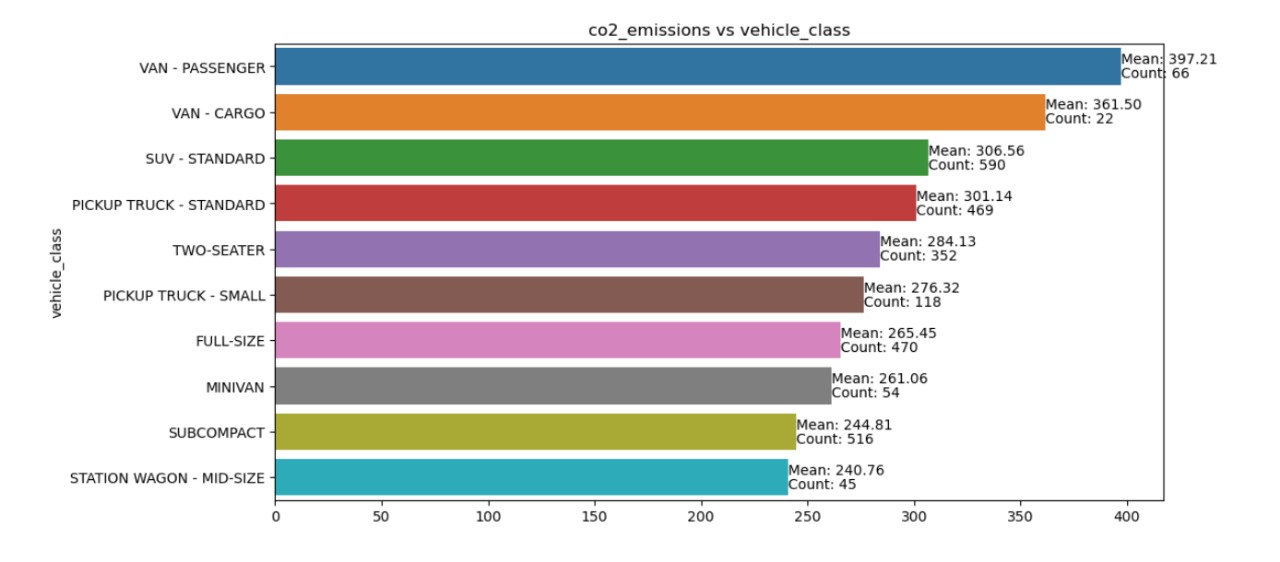 co2_emissions vs vehicle_class
VAN - PASSENGER
Mean: 397.21
Count: 66
VAN - CARGO
Mean: 361.50
Count: 22
SUV - STANDARD
Mean: 306.56
Count: 590
PICKUP TRUCK - STANDARD
Mean: 301.14
Count: 469
TWO-SEATER
Mean: 284.13
Count: 352
PICKUP TRUCK - SMALL
Mean: 276.32
Count: 118
FULL-SIZE
Mean: 265.45
Count: 470
MINIVAN
Mean: 261.06
Count: 54
SUBCOMPACT
Mean: 244.81
Count: 516
STATION WAGON - MID-SIZE
Mean: 240.76
Count: 45
vehicle_class
0 50 100 150 200 250 300 350 400